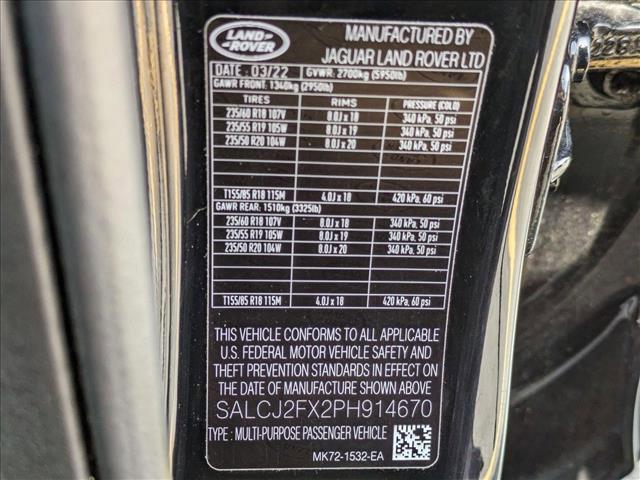 LAND-
ROVER
MANUFACTURED BY
JAGUAR LAND ROVER LTD
DATE 03/22 GVWR: 2700kg (5950lb)
GAWR FRONT: 1340kg (2950lb)
TIRES RIMS PRESSURE (COLD)
235/60 R18 107V 8.0J x 18 340 kPa, 50 psi
235/55 R19 105W 8.0J x 19 340 kPa, 50 psi
235/50 R20 104W 8.0J x 20 340 kPa, 50 psi
T155/85 R18 115M 4.0J x 18 420 kPa, 60 psi
GAWR REAR: 1510kg (3325lb)
235/60 R18 107V 8.0J x 18 340 kPa, 50 psi
235/55 R19 105W 8.0J x 19 340 kPa, 50 psi
235/50 R20 104W 8.0J x 20 340 kPa, 50 psi
T155/85 R18 115M 4.0J x 18 420 kPa, 60 psi
THIS VEHICLE CONFORMS TO ALL APPLICABLE
U.S. FEDERAL MOTOR VEHICLE SAFETY AND
THEFT PREVENTION STANDARDS IN EFFECT ON
THE DATE OF MANUFACTURE SHOWN ABOVE
SALCJ2FX2PH914670
TYPE : MULTI-PURPOSE PASSENGER VEHICLE
MK72-1532-EA